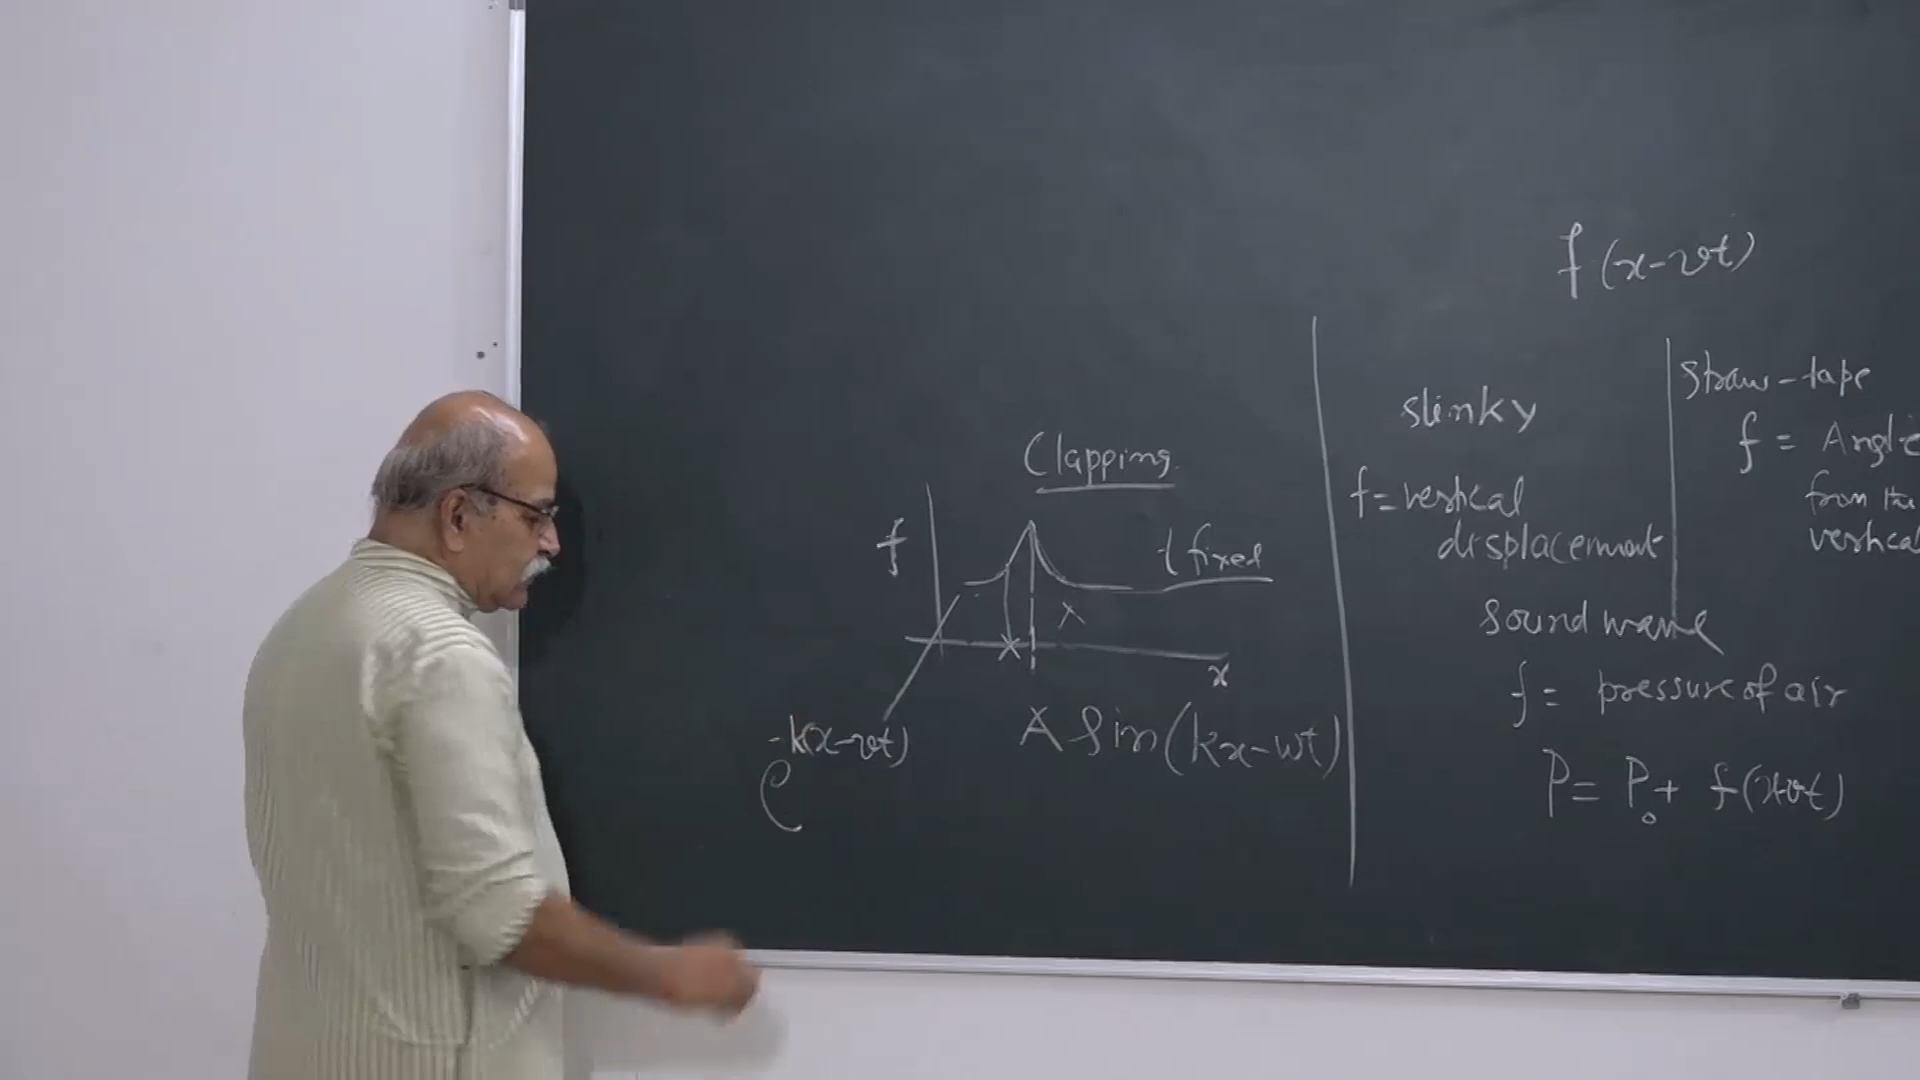 f(x-vt)
Clapping
f
t fixed
x
e^-k(x-vt)
A Sin(kx-wt)
slinky
f = vertical
displacement
Straw-tape
f = Angle
from the
vertical
sound wave
f = pressure of air
P = P₀ + f(x-vt)